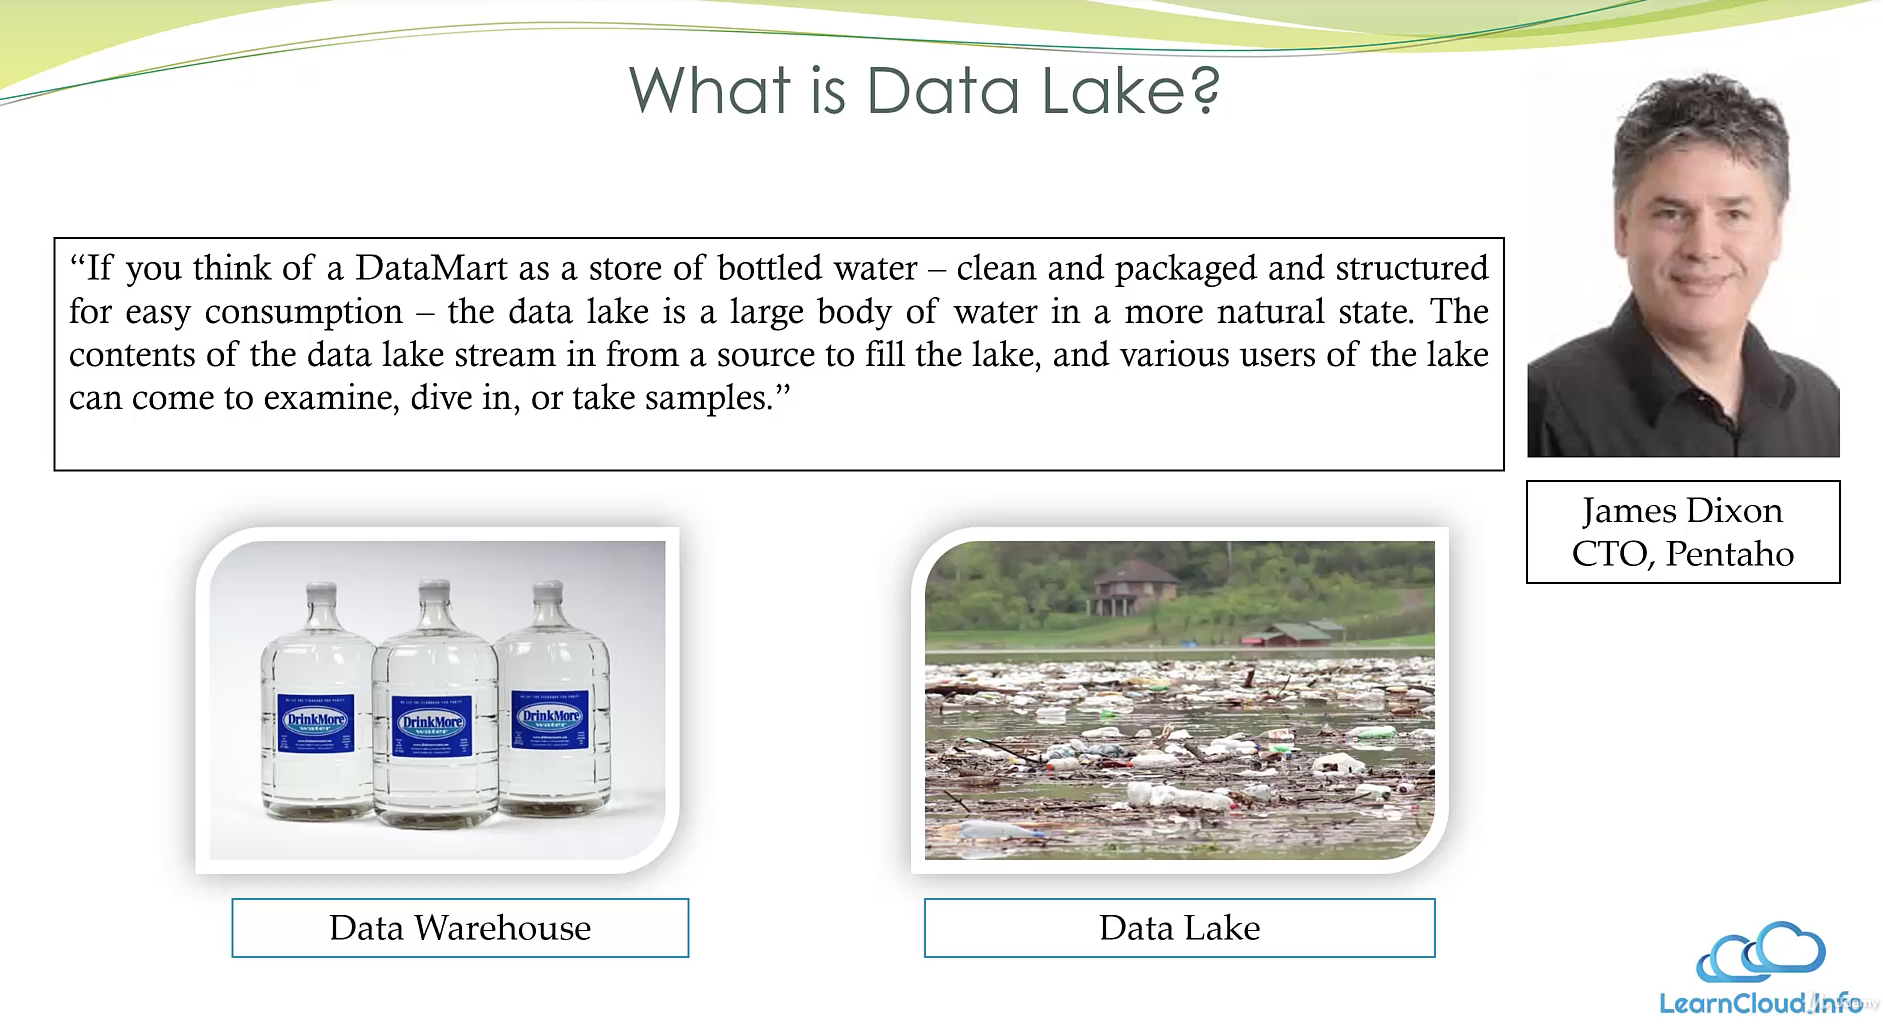 What is Data Lake?
“If you think of a DataMart as a store of bottled water – clean and packaged and structured
for easy consumption – the data lake is a large body of water in a more natural state. The
contents of the data lake stream in from a source to fill the lake, and various users of the lake
can come to examine, dive in, or take samples.”
James Dixon
CTO, Pentaho
DrinkMore
water
DrinkMore
water
DrinkMore
water
Data Warehouse
Data Lake
LearnCloud.Info